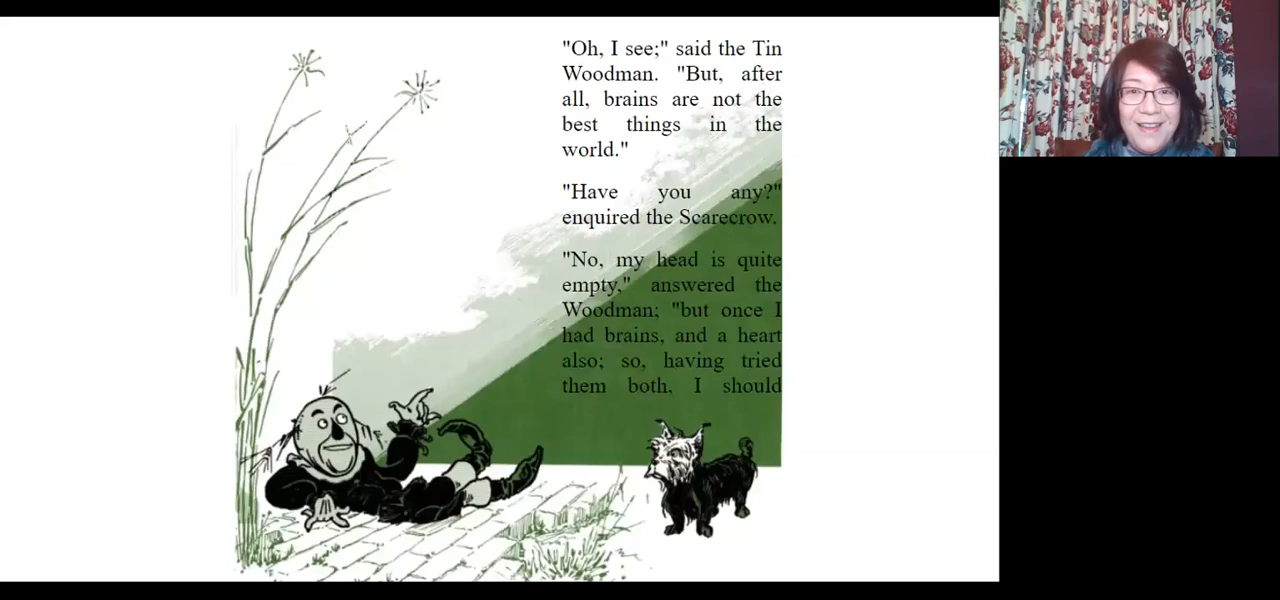 "Oh, I see;" said the Tin
Woodman. "But, after
all, brains are not the
best things in the
world."
"Have you any?"
enquired the Scarecrow.
"No, my head is quite
empty," answered the
Woodman; "but once I
had brains, and a heart
also; so, having tried
them both, I should